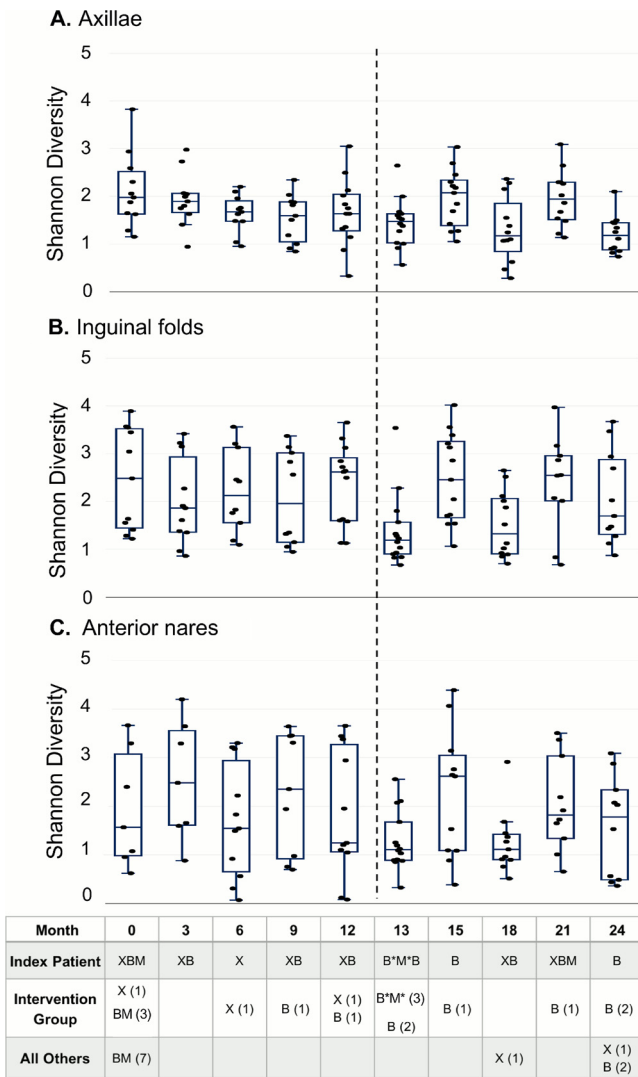 A. Axillae
5
4
3
2
1
0
Shannon Diversity
B. Inguinal folds
5
4
3
2
1
0
Shannon Diversity
C. Anterior nares
5
4
3
2
1
0
Shannon Diversity
Month 0 3 6 9 12 13 15 18 21 24
Index Patient XBM XB X XB XB B*M*B B XB XBM B
Intervention Group X (1) BM (3) X (1) B (1) X (1) B (1) B*M* (3) B (2) B (1) B (1) B (2)
All Others BM (7) X (1) X (1) B (2)